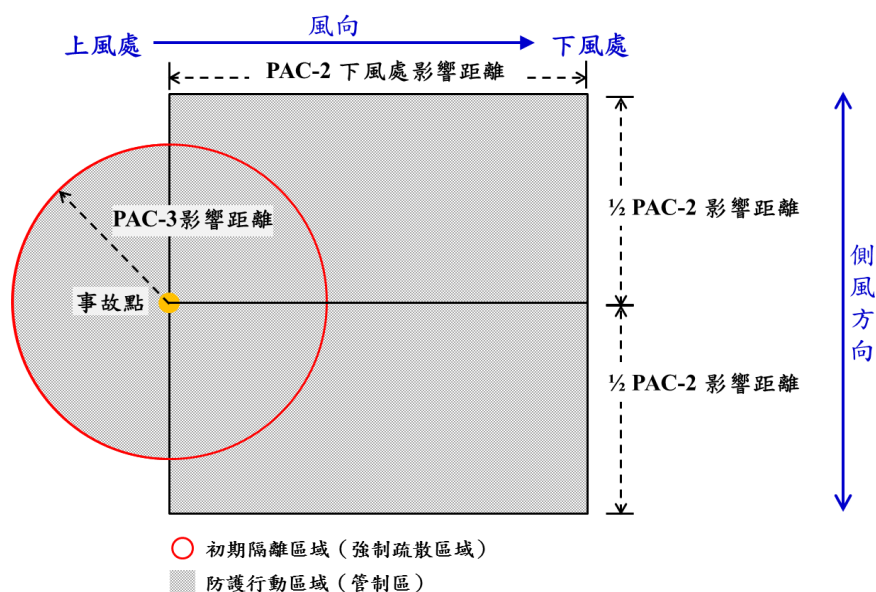 風向
上風處
下風處
PAC-2 下風處影響距離
½ PAC-2 影響距離
PAC-3影響距離
事故點
側風方向
½ PAC-2 影響距離
初期隔離區域（強制疏散區域）
防護行動區域（管制區）